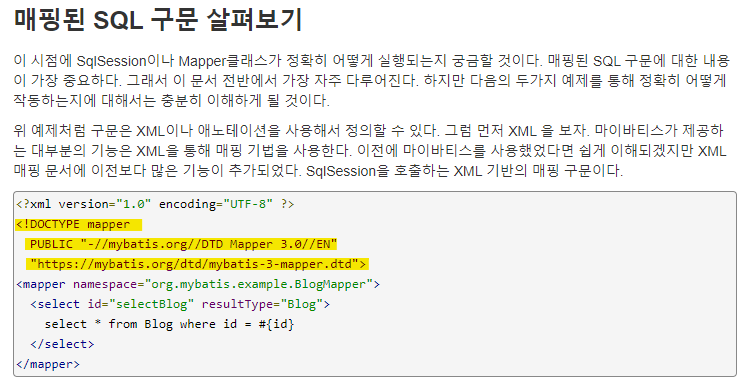 매핑된 SQL 구문 살펴보기
이 시점에 SqlSession이나 Mapper클래스가 정확히 어떻게 실행되는지 궁금할 것이다. 매핑된 SQL 구문에 대한 내용
이 가장 중요하다. 그래서 이 문서 전반에서 가장 자주 다루어진다. 하지만 다음의 두가지 예제를 통해 정확히 어떻게
작동하는지에 대해서는 충분히 이해하게 될 것이다.
위 예제처럼 구문은 XML이나 애노테이션을 사용해서 정의할 수 있다. 그럼 먼저 XML 을 보자. 마이바티스가 제공하
는 대부분의 기능은 XML을 통해 매핑 기법을 사용한다. 이전에 마이바티스를 사용했었다면 쉽게 이해되겠지만 XML
매핑 문서에 이전보다 많은 기능이 추가되었다. SqlSession을 호출하는 XML 기반의 매핑 구문이다.
<?xml version="1.0" encoding="UTF-8" ?>
<!DOCTYPE mapper
  PUBLIC "-//mybatis.org//DTD Mapper 3.0//EN"
  "https://mybatis.org/dtd/mybatis-3-mapper.dtd">
<mapper namespace="org.mybatis.example.BlogMapper">
  <select id="selectBlog" resultType="Blog">
    select * from Blog where id = #{id}
  </select>
</mapper>